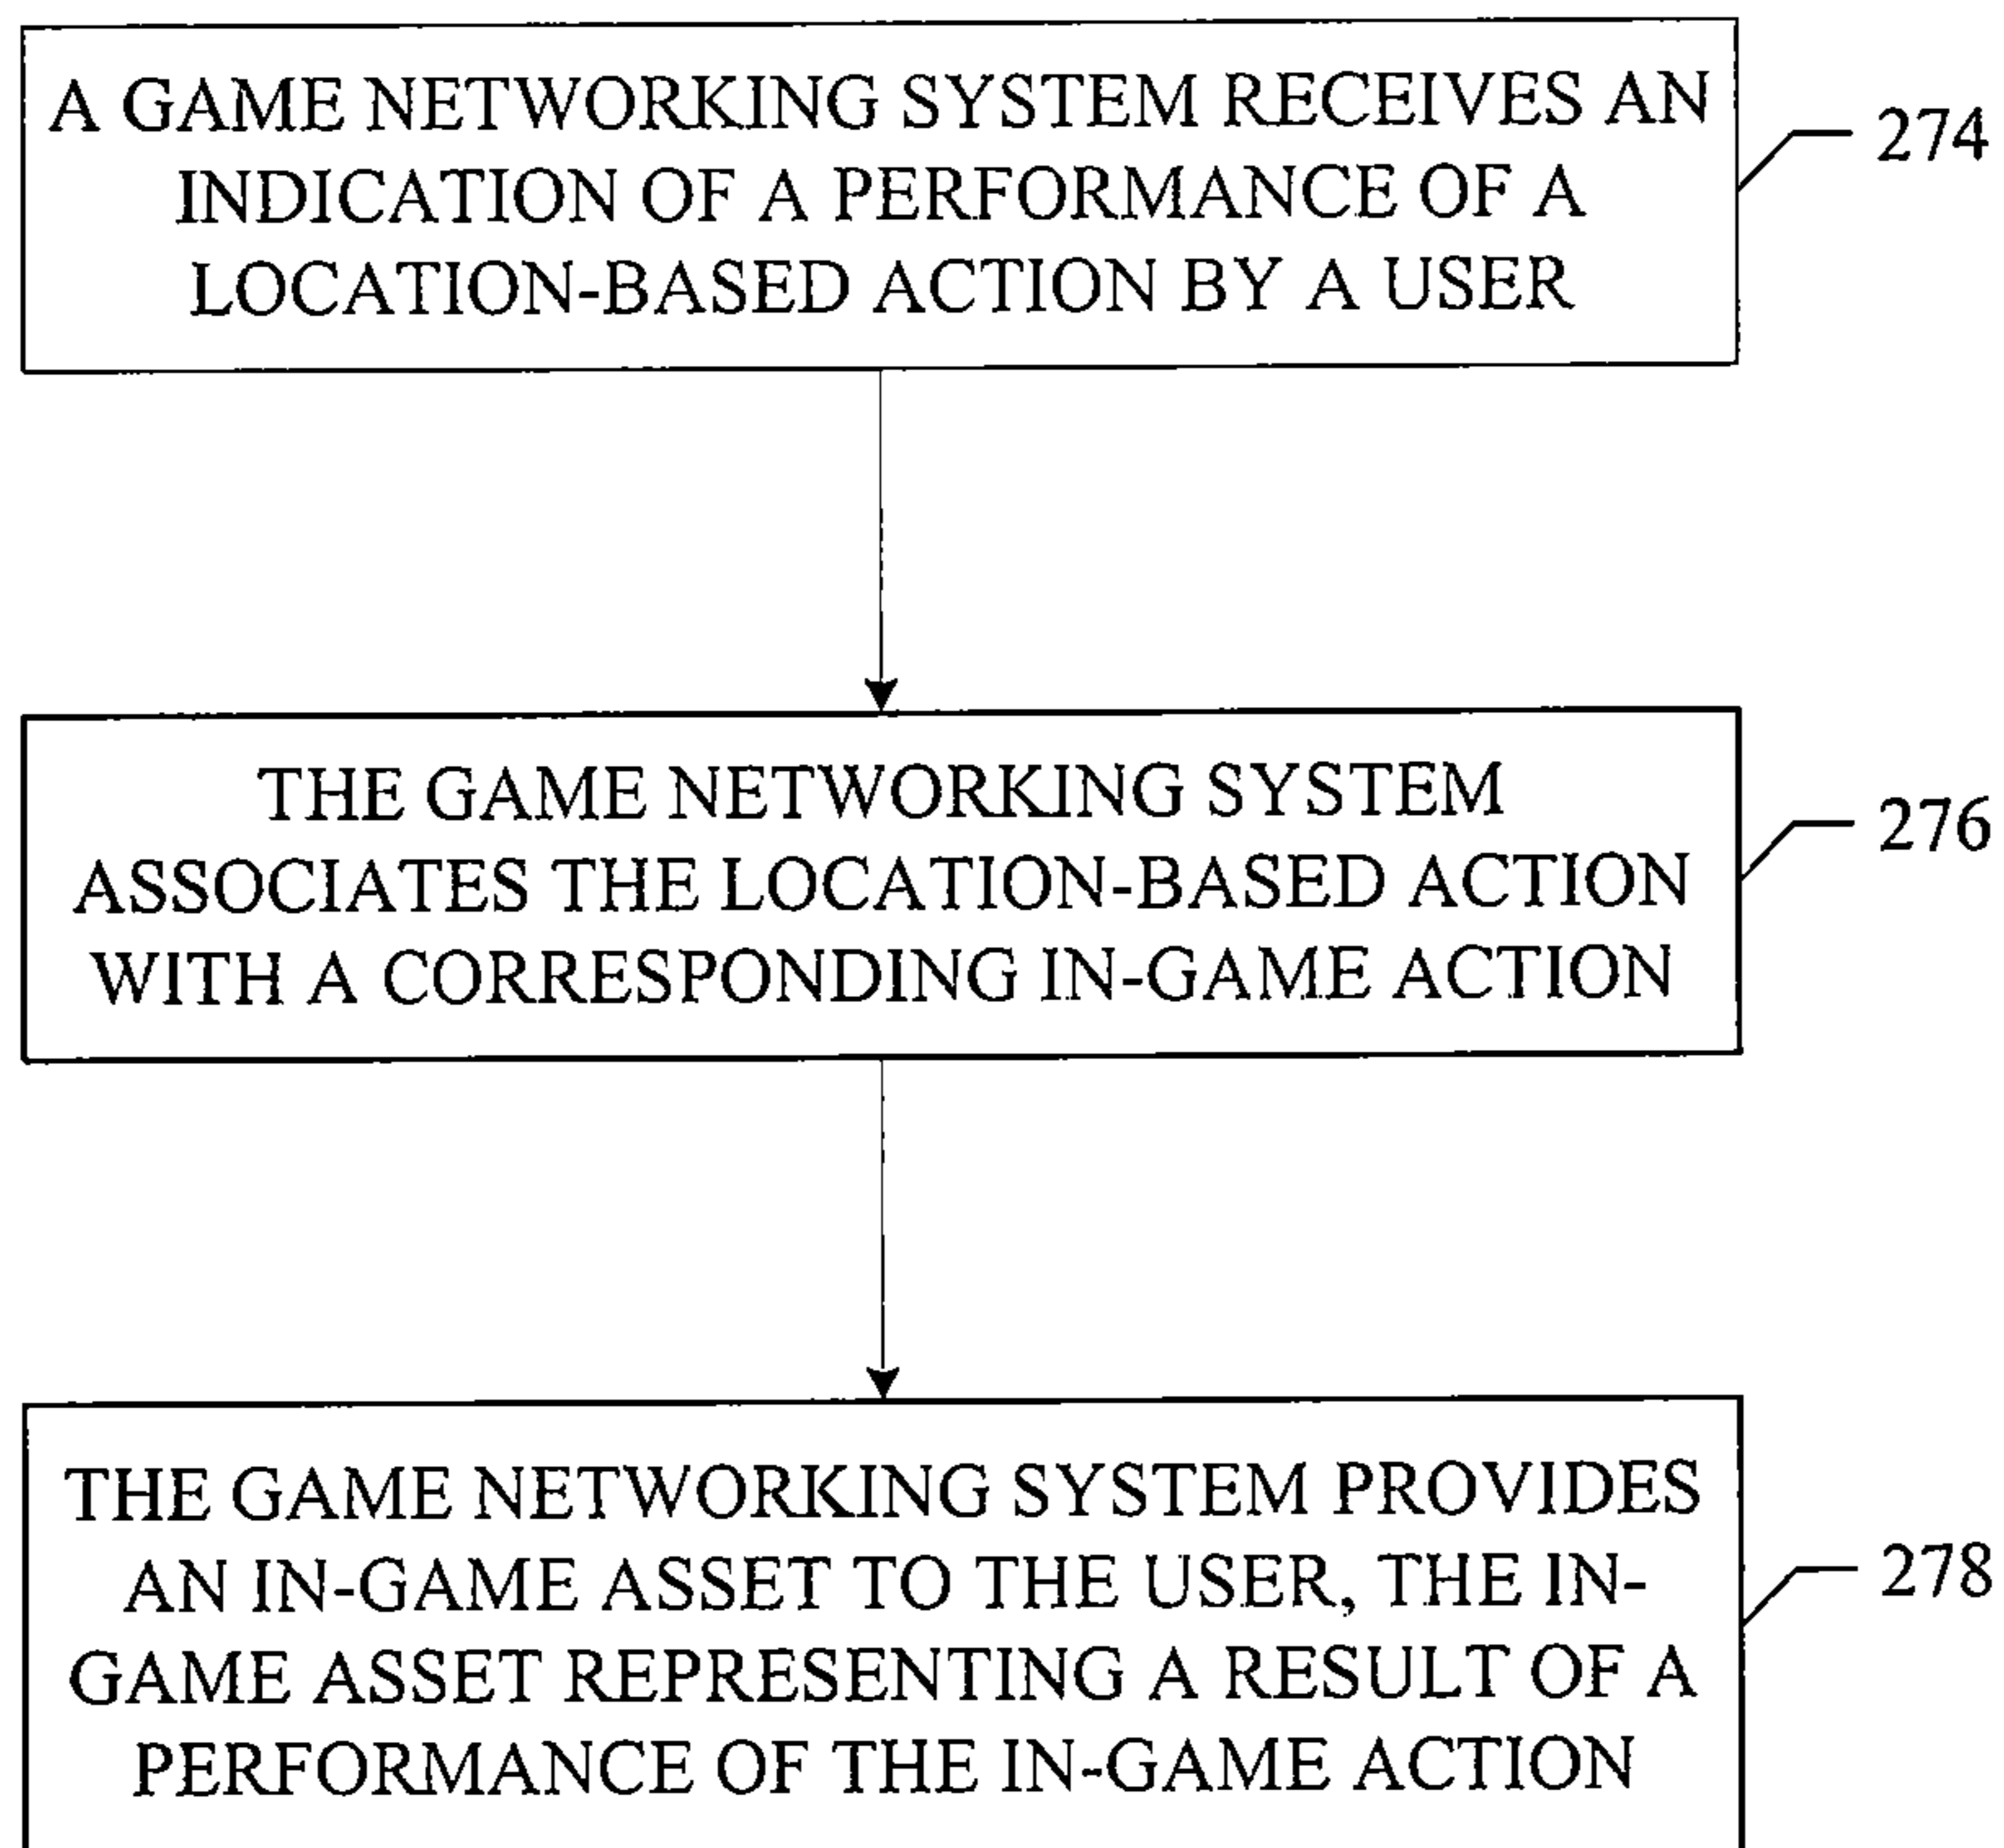 A GAME NETWORKING SYSTEM RECEIVES AN
INDICATION OF A PERFORMANCE OF A
LOCATION-BASED ACTION BY A USER
274
THE GAME NETWORKING SYSTEM
ASSOCIATES THE LOCATION-BASED ACTION
WITH A CORRESPONDING IN-GAME ACTION
276
THE GAME NETWORKING SYSTEM PROVIDES
AN IN-GAME ASSET TO THE USER, THE IN-
GAME ASSET REPRESENTING A RESULT OF A
PERFORMANCE OF THE IN-GAME ACTION
278